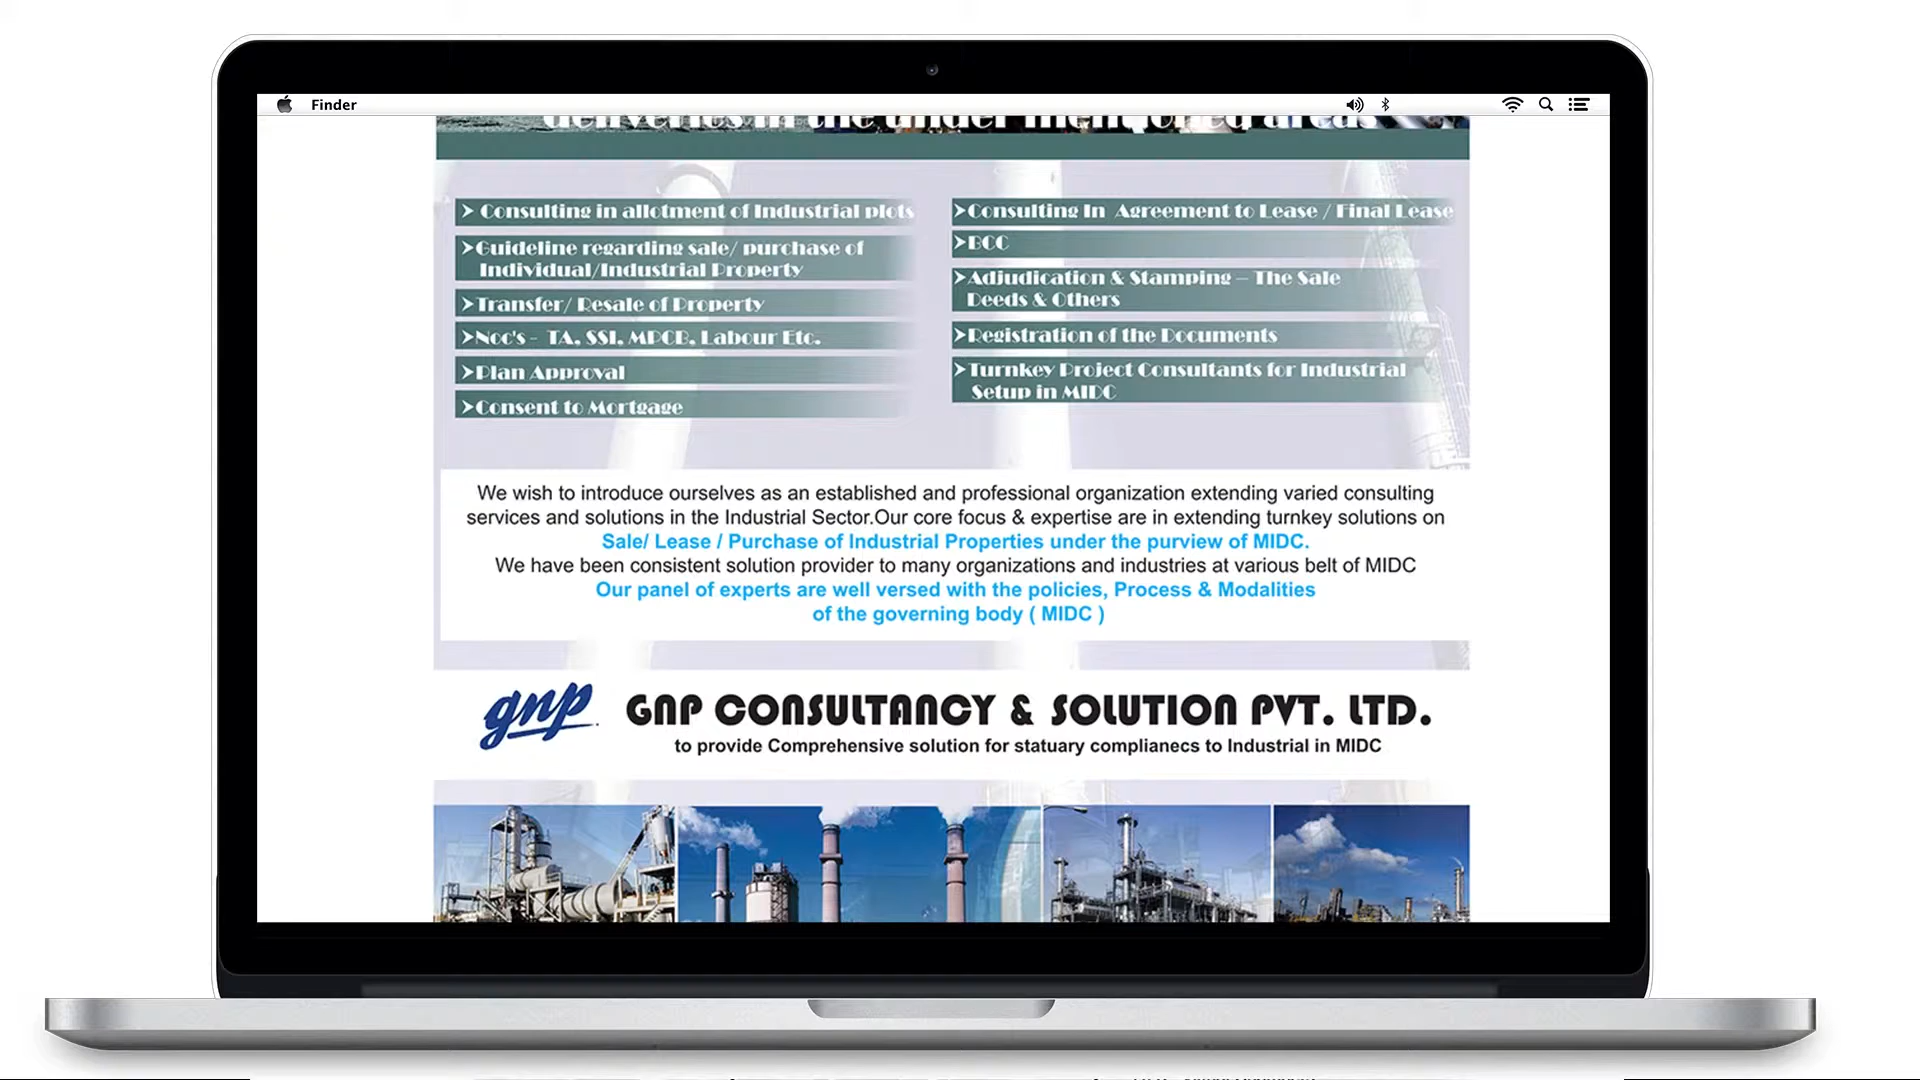 Finder
deliveries in the under mentioned areas
➤ Consulting in allotment of Industrial plots
➤Guideline regarding sale/ purchase of
Individual/Industrial Property
➤Transfer/ Resale of Property
➤Noc's - TA, SSI, MPCB, Labour Etc.
➤Plan Approval
➤Consent to Mortgage
➤Consulting In Agreement to Lease / Final Lease
➤BCC
➤Adjudication & Stamping – The Sale
Deeds & Others
➤Registration of the Documents
➤Turnkey Project Consultants for Industrial
Setup in MIDC
We wish to introduce ourselves as an established and professional organization extending varied consulting
services and solutions in the Industrial Sector.Our core focus & expertise are in extending turnkey solutions on
Sale/ Lease / Purchase of Industrial Properties under the purview of MIDC.
We have been consistent solution provider to many organizations and industries at various belt of MIDC
Our panel of experts are well versed with the policies, Process & Modalities
of the governing body ( MIDC )
gnp
GNP CONSULTANCY & SOLUTION PVT. LTD.
to provide Comprehensive solution for statuary complianecs to Industrial in MIDC